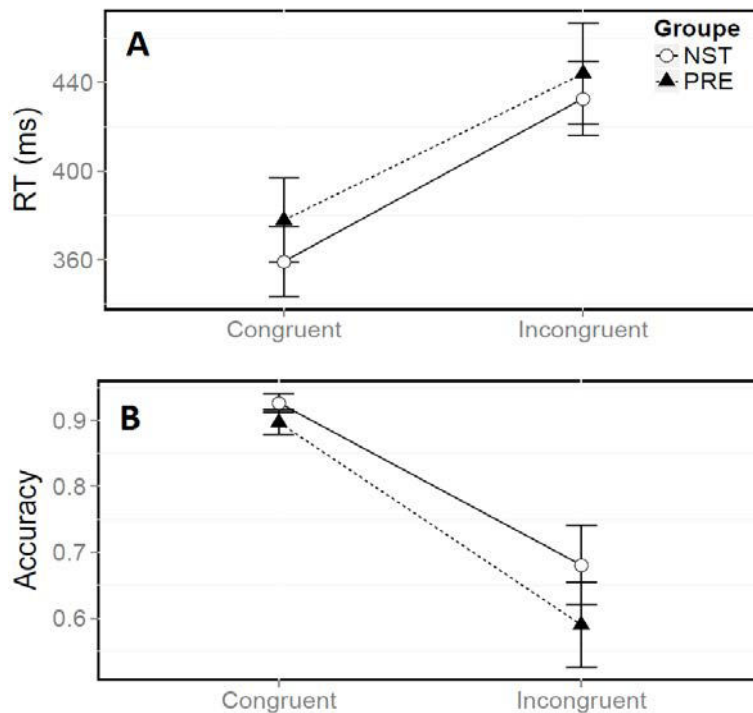 A
Groupe
NST
PRE
RT (ms)
440
400
360
Congruent Incongruent
B
Accuracy
0.9
0.8
0.7
0.6
Congruent Incongruent